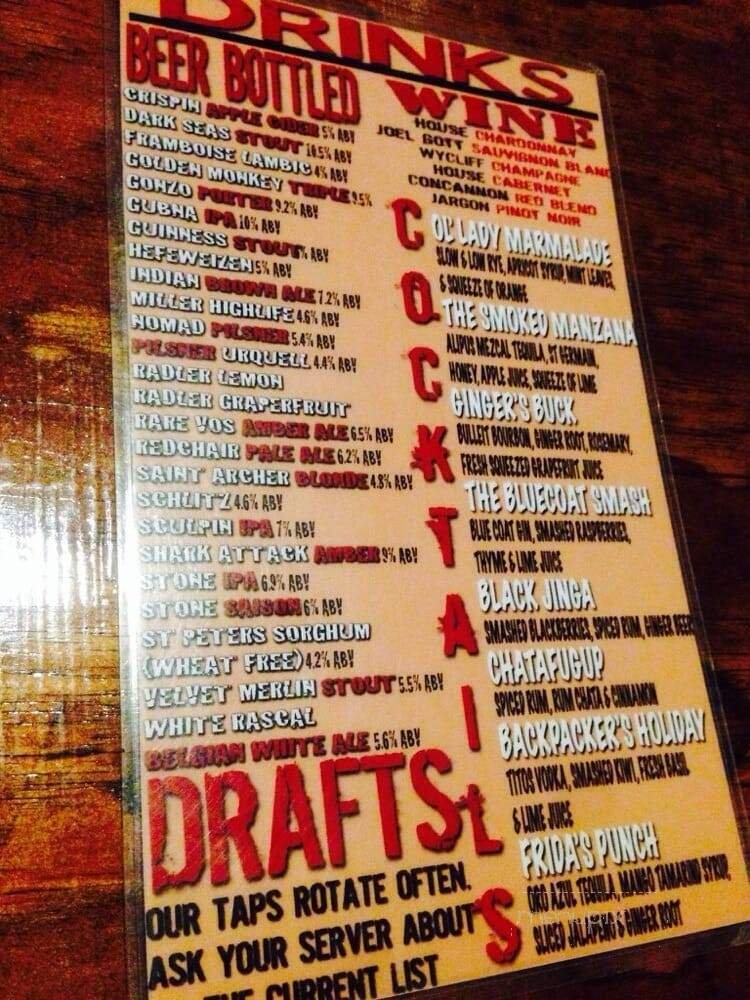 DRINKS
BEER BOTTLED
CRISPIN APPLE CIDER 5% ABV
DARK SEAS STOUT 10.5% ABV
FRAMBOISE LAMBIC 4% ABV
GOLDEN MONKEY TRIPLE 9.5%
GONZO PORTER 9.2% ABV
GUBNA IPA 10% ABV
GUINNESS STOUT % ABV
HEFEWEIZEN 5% ABV
INDIAN BROWN ALE 7.2% ABV
MILLER HIGHLIFE 4.6% ABV
NOMAD PILSNER 5.4% ABV
PILSNER URQUELL 4.4% ABV
RADLER LEMON
RADLER GRAPERFRUIT
RARE VOS AMBER ALE 6.5% ABV
REDCHAIR PALE ALE 6.2% ABV
SAINT ARCHER BLONDE 4.8% ABV
SCHLITZ 4.6% ABV
SCULPIN IPA 7% ABV
SHARK ATTACK AMBER 9% ABV
STONE IPA 6.9% ABV
STONE SAISON 6% ABV
ST PETERS SORGHUM
(WHEAT FREE) 4.2% ABV
VELVET MERLIN STOUT 5.5% ABV
WHITE RASCAL
BELGIAN WHITE ALE 5.6% ABV
DRAFTS
OUR TAPS ROTATE OFTEN.
ASK YOUR SERVER ABOUT
THE CURRENT LIST
WINE
HOUSE CHARDONNAY
JOEL GOTT SAUVIGNON BLANC
WYCLIFF CHAMPAGNE
HOUSE CABERNET
CONCANNON RED BLEND
JARGON PINOT NOIR
COCKTAILS
OL' LADY MARMALADE
SLOW & LOW RYE, APRICOT SYRUP, MINT LEAVES,
& SQUEEZE OF ORANGE
THE SMOKED MANZANA
ALIPUS MEZCAL TEQUILA, ST GERMAIN,
HONEY, APPLE JUICE, SQUEEZE OF LIME
GINGER'S BUCK
BULLEIT BOURBON, GINGER ROOT, ROSEMARY,
FRESH SQUEEZED GRAPEFRUIT JUICE
THE BLUECOAT SMASH
BLUE COAT GIN, SMASHED RASPBERRIES,
THYME & LIME JUICE
BLACK JINGA
SMASHED BLACKBERRIES, SPICED RUM, GINGER BEER
CHATAFUGUP
SPICED RUM, RUM CHATA & CINNAMON
BACKPACKER'S HOLIDAY
TITOS VODKA, SMASHED KIWI, FRESH BASIL
& LIME JUICE
FRIDA'S PUNCH
ORO AZUL TEQUILA, MANGO TAMARIND SYRUP,
SLICED JALAPENO & GINGER ROOT